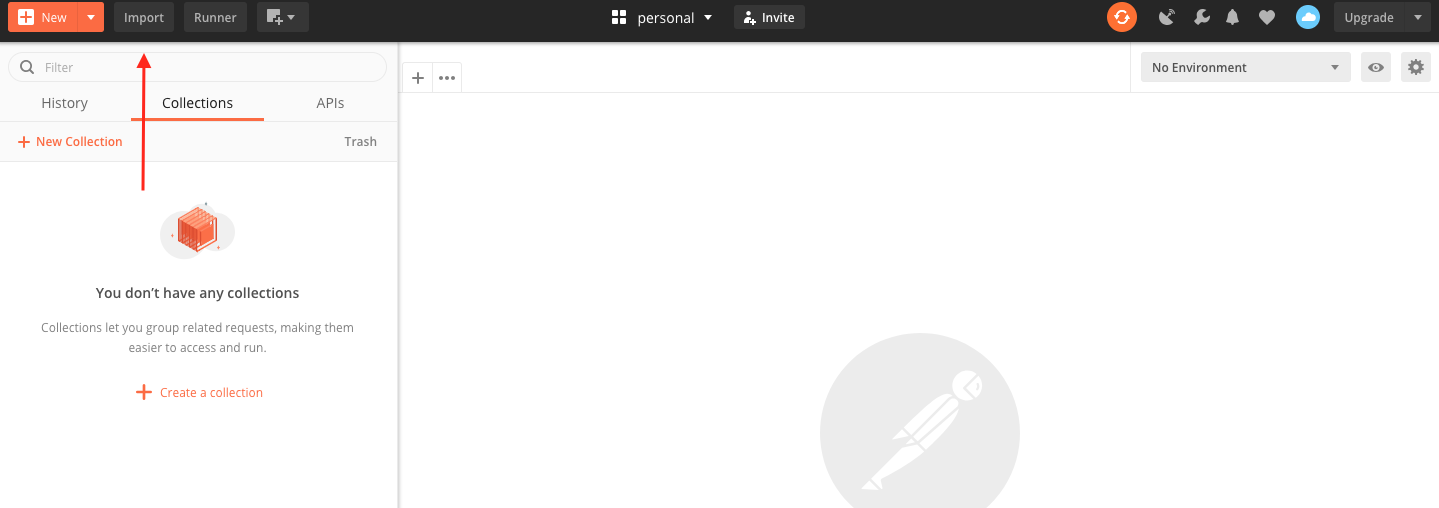 New Import Runner personal Invite Upgrade
Filter
No Environment
History Collections APIs
New Collection Trash
You don’t have any collections
Collections let you group related requests, making them
easier to access and run.
Create a collection